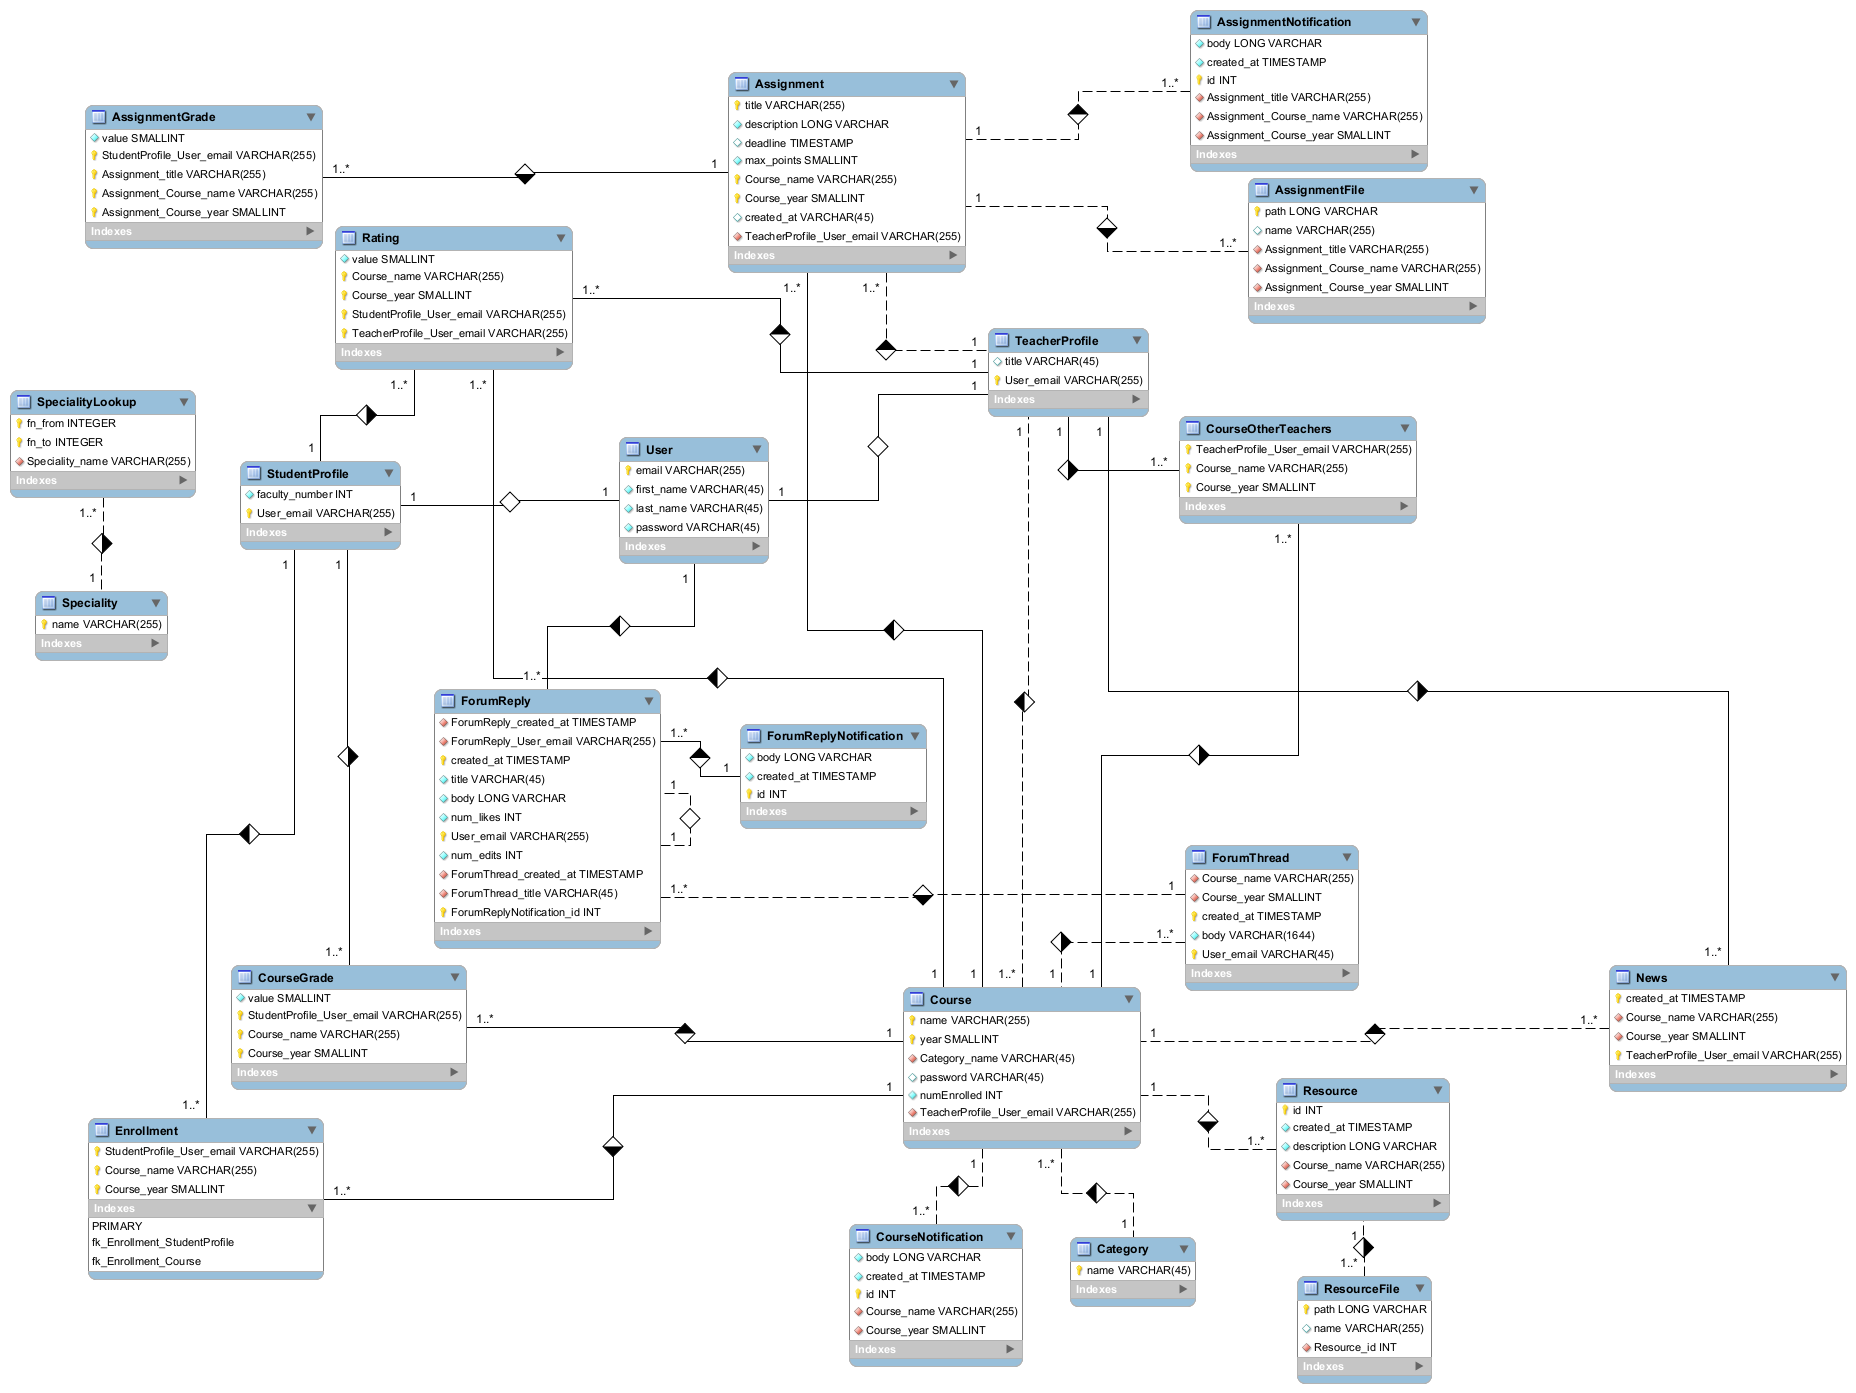 AssignmentNotification
body LONG VARCHAR
created_at TIMESTAMP
id INT
Assignment_title VARCHAR(255)
Assignment_Course_name VARCHAR(255)
Assignment_Course_year SMALLINT
Indexes
Assignment
title VARCHAR(255)
description LONG VARCHAR
deadline TIMESTAMP
max_points SMALLINT
Course_name VARCHAR(255)
Course_year SMALLINT
created_at VARCHAR(45)
TeacherProfile_User_email VARCHAR(255)
Indexes
1..*
1
1
1..*
1..*
1..*
AssignmentGrade
value SMALLINT
StudentProfile_User_email VARCHAR(255)
Assignment_title VARCHAR(255)
Assignment_Course_name VARCHAR(255)
Assignment_Course_year SMALLINT
Indexes
1..*
1
AssignmentFile
path LONG VARCHAR
name VARCHAR(255)
Assignment_title VARCHAR(255)
Assignment_Course_name VARCHAR(255)
Assignment_Course_year SMALLINT
Indexes
Rating
value SMALLINT
Course_name VARCHAR(255)
Course_year SMALLINT
StudentProfile_User_email VARCHAR(255)
TeacherProfile_User_email VARCHAR(255)
Indexes
1..*
1..*
1..*
TeacherProfile
title VARCHAR(45)
User_email VARCHAR(255)
Indexes
1
1
1
1
1
1
SpecialityLookup
fn_from INTEGER
fn_to INTEGER
Speciality_name VARCHAR(255)
Indexes
1..*
1
CourseOtherTeachers
TeacherProfile_User_email VARCHAR(255)
Course_name VARCHAR(255)
Course_year SMALLINT
Indexes
1..*
1..*
User
email VARCHAR(255)
first_name VARCHAR(45)
last_name VARCHAR(45)
password VARCHAR(45)
Indexes
1
1
1
StudentProfile
faculty_number INT
User_email VARCHAR(255)
Indexes
1
1
1
1
Speciality
name VARCHAR(255)
Indexes
1..*
ForumReply
ForumReply_created_at TIMESTAMP
ForumReply_User_email VARCHAR(255)
created_at TIMESTAMP
title VARCHAR(45)
body LONG VARCHAR
num_likes INT
User_email VARCHAR(255)
num_edits INT
ForumThread_created_at TIMESTAMP
ForumThread_title VARCHAR(45)
ForumReplyNotification_id INT
Indexes
1..*
1
1
1
1..*
ForumReplyNotification
body LONG VARCHAR
created_at TIMESTAMP
id INT
Indexes
ForumThread
Course_name VARCHAR(255)
Course_year SMALLINT
created_at TIMESTAMP
body VARCHAR(1644)
User_email VARCHAR(45)
Indexes
1
1..*
CourseGrade
value SMALLINT
StudentProfile_User_email VARCHAR(255)
Course_name VARCHAR(255)
Course_year SMALLINT
Indexes
1..*
1..*
News
created_at TIMESTAMP
Course_name VARCHAR(255)
Course_year SMALLINT
TeacherProfile_User_email VARCHAR(255)
Indexes
1..*
1..*
Course
name VARCHAR(255)
year SMALLINT
Category_name VARCHAR(45)
password VARCHAR(45)
numEnrolled INT
TeacherProfile_User_email VARCHAR(255)
Indexes
1
1
1..*
1
1
1
1
1
1
1
1..*
Resource
id INT
created_at TIMESTAMP
description LONG VARCHAR
Course_name VARCHAR(255)
Course_year SMALLINT
Indexes
1..*
1
1..*
Enrollment
StudentProfile_User_email VARCHAR(255)
Course_name VARCHAR(255)
Course_year SMALLINT
Indexes
PRIMARY
fk_Enrollment_StudentProfile
fk_Enrollment_Course
1..*
1..*
CourseNotification
body LONG VARCHAR
created_at TIMESTAMP
id INT
Course_name VARCHAR(255)
Course_year SMALLINT
Indexes
1..*
Category
name VARCHAR(45)
Indexes
1
ResourceFile
path LONG VARCHAR
name VARCHAR(255)
Resource_id INT
Indexes